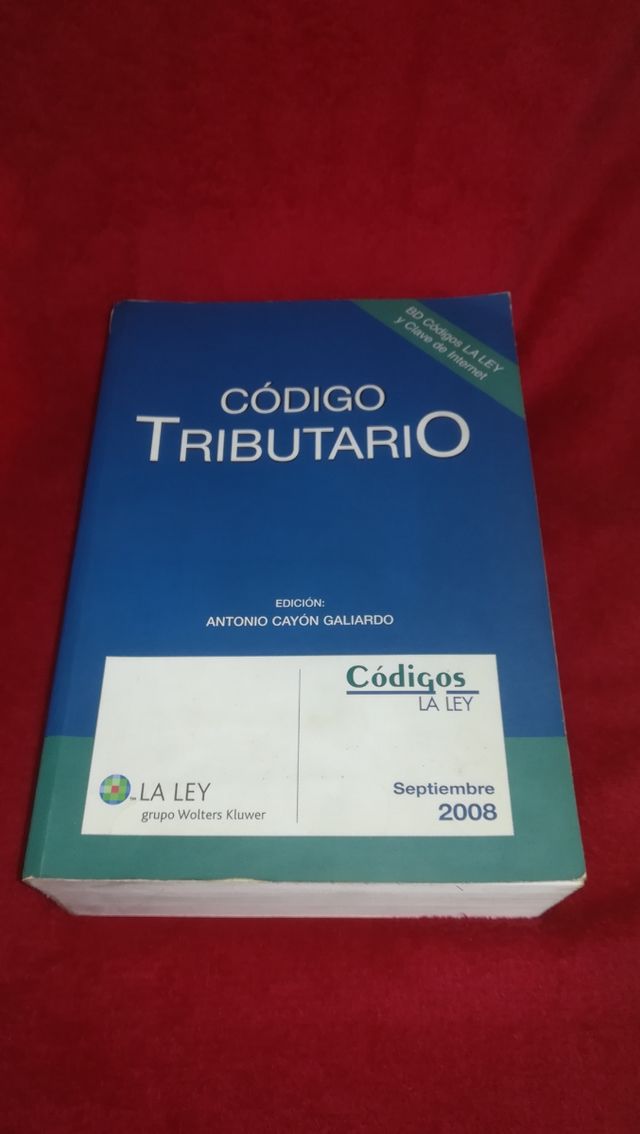 BD Códigos LA LEY
y Clave de Internet
CÓDIGO
TRIBUTARIO
EDICIÓN:
ANTONIO CAYÓN GALIARDO
Códigos
LA LEY
LA LEY
grupo Wolters Kluwer
Septiembre
2008